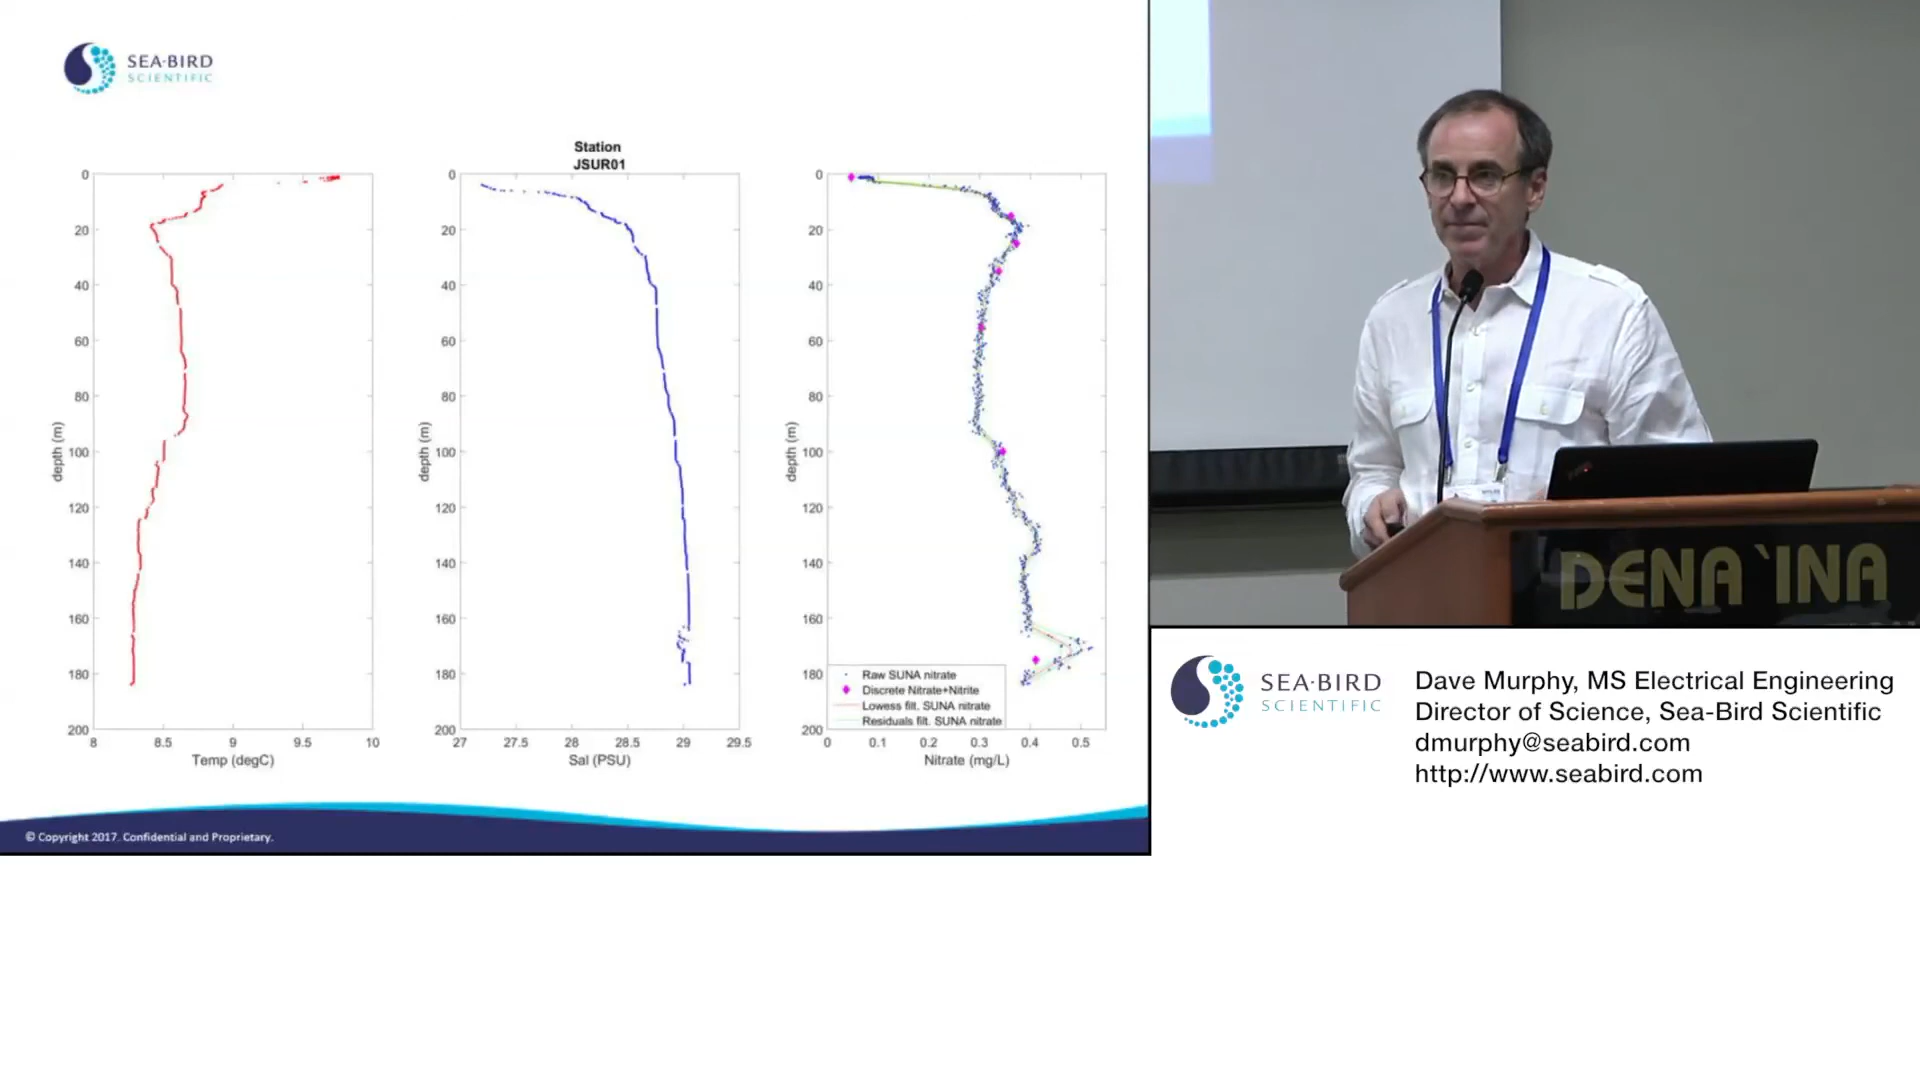 SEA·BIRD
SCIENTIFIC
Station
JSUR01
0
20
40
60
80
100
120
140
160
180
200
depth (m)
8
8.5
9
9.5
10
Temp (degC)
0
20
40
60
80
100
120
140
160
180
200
depth (m)
27
27.5
28
28.5
29
29.5
Sal (PSU)
0
20
40
60
80
100
120
140
160
180
200
depth (m)
Raw SUNA nitrate
Discrete Nitrate+Nitrite
Lowess filt. SUNA nitrate
Residuals filt. SUNA nitrate
0
0.1
0.2
0.3
0.4
0.5
Nitrate (mg/L)
© Copyright 2017. Confidential and Proprietary.
DENA`INA
SEA·BIRD
SCIENTIFIC
Dave Murphy, MS Electrical Engineering
Director of Science, Sea-Bird Scientific
dmurphy@seabird.com
http://www.seabird.com